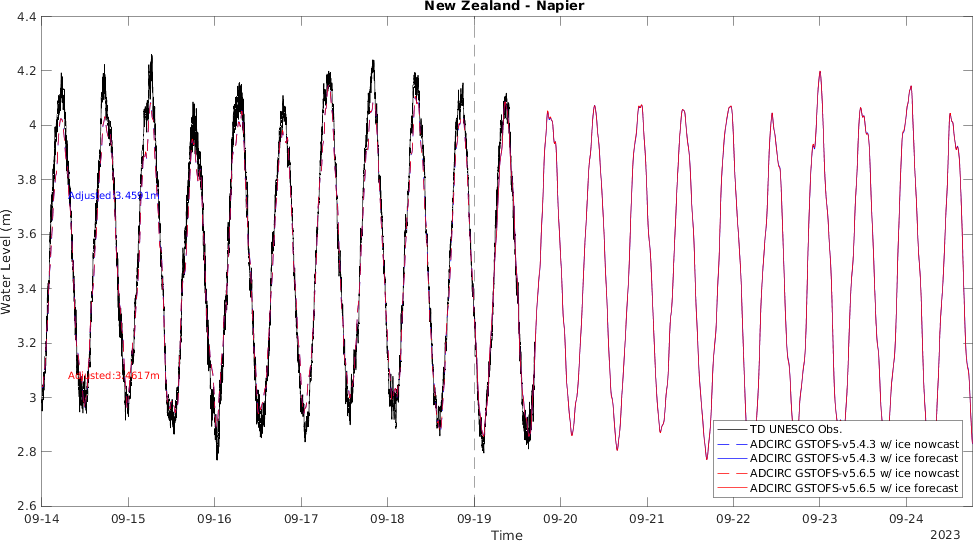 New Zealand - Napier
4.4
4.2
4
3.8
3.6
3.4
3.2
3
2.8
2.6
Water Level (m)
Adjusted:3.4591m
Adjusted:3.4617m
TD UNESCO Obs.
ADCIRC GSTOFS-v5.4.3 w/ ice nowcast
ADCIRC GSTOFS-v5.4.3 w/ ice forecast
ADCIRC GSTOFS-v5.6.5 w/ ice nowcast
ADCIRC GSTOFS-v5.6.5 w/ ice forecast
09-14 09-15 09-16 09-17 09-18 09-19 09-20 09-21 09-22 09-23 09-24
Time
2023